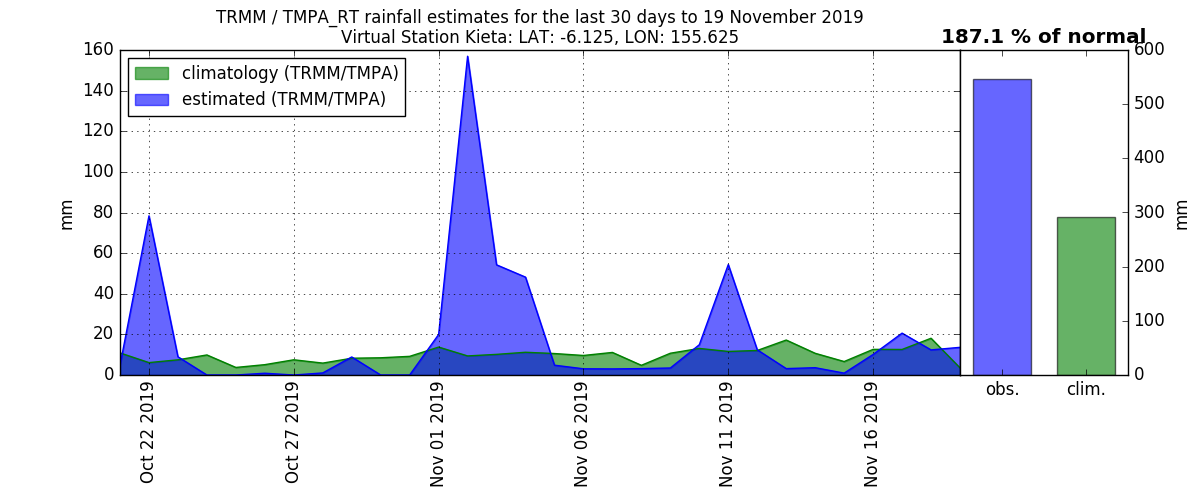 TRMM / TMPA_RT rainfall estimates for the last 30 days to 19 November 2019
Virtual Station Kieta: LAT: -6.125, LON: 155.625
187.1 % of normal
climatology (TRMM/TMPA)
estimated (TRMM/TMPA)
mm
160
140
120
100
80
60
40
20
0
Oct 22 2019
Oct 27 2019
Nov 01 2019
Nov 06 2019
Nov 11 2019
Nov 16 2019
600
500
400
300
200
100
0
mm
obs.
clim.